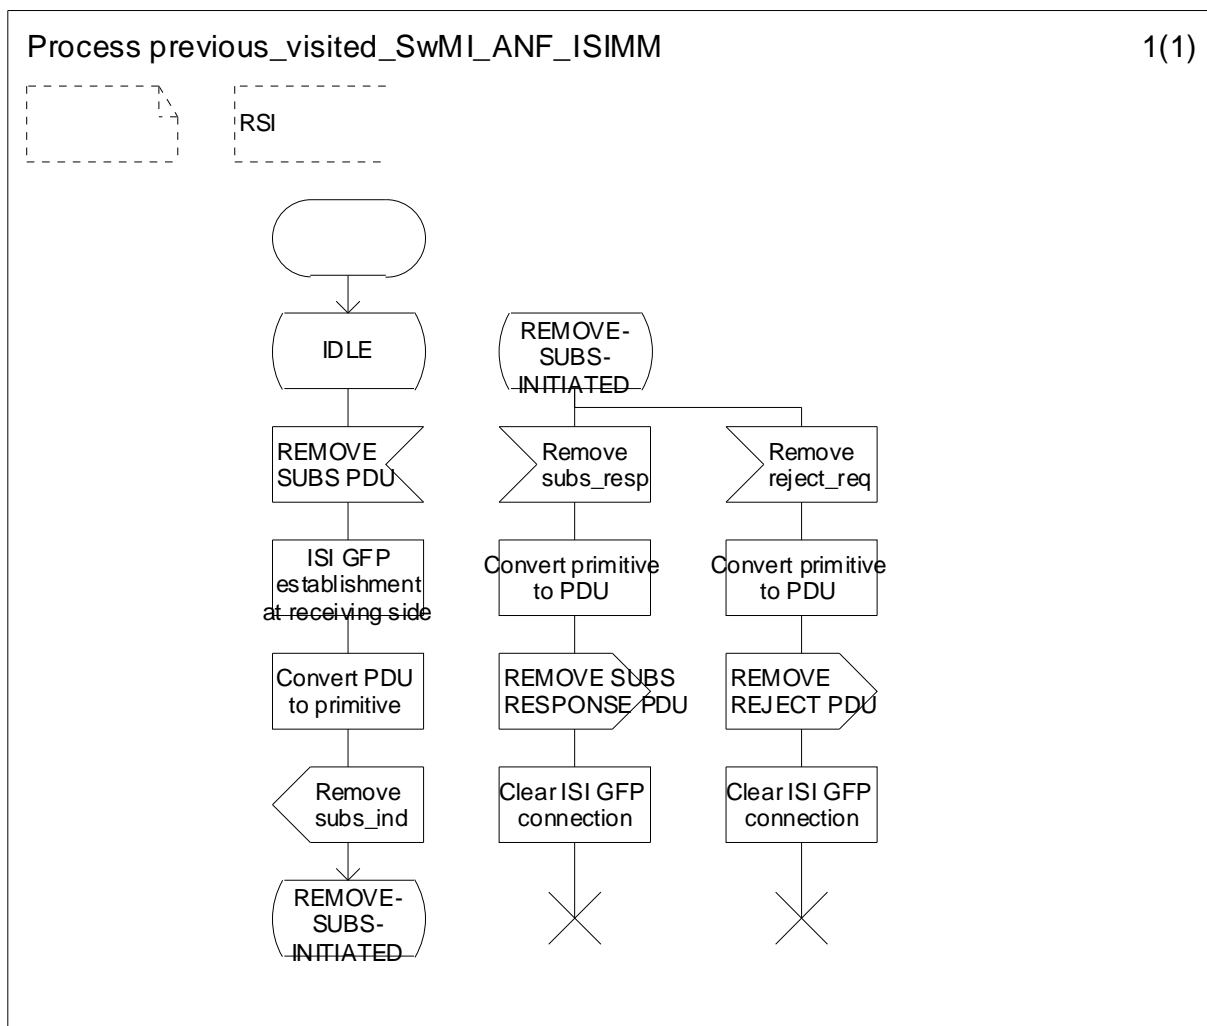 Process previous_visited_SwMI_ANF_ISIMM
1(1)
RSI
IDLE
REMOVE
SUBS PDU
ISI GFP
establishment
at receiving side
Convert PDU
to primitive
Remove
subs_ind
REMOVE-
SUBS-
INITIATED
REMOVE-
SUBS-
INITIATED
Remove
subs_resp
Convert primitive
to PDU
REMOVE SUBS
RESPONSE PDU
Clear ISI GFP
connection
Remove
reject_req
Convert primitive
to PDU
REMOVE
REJECT PDU
Clear ISI GFP
connection